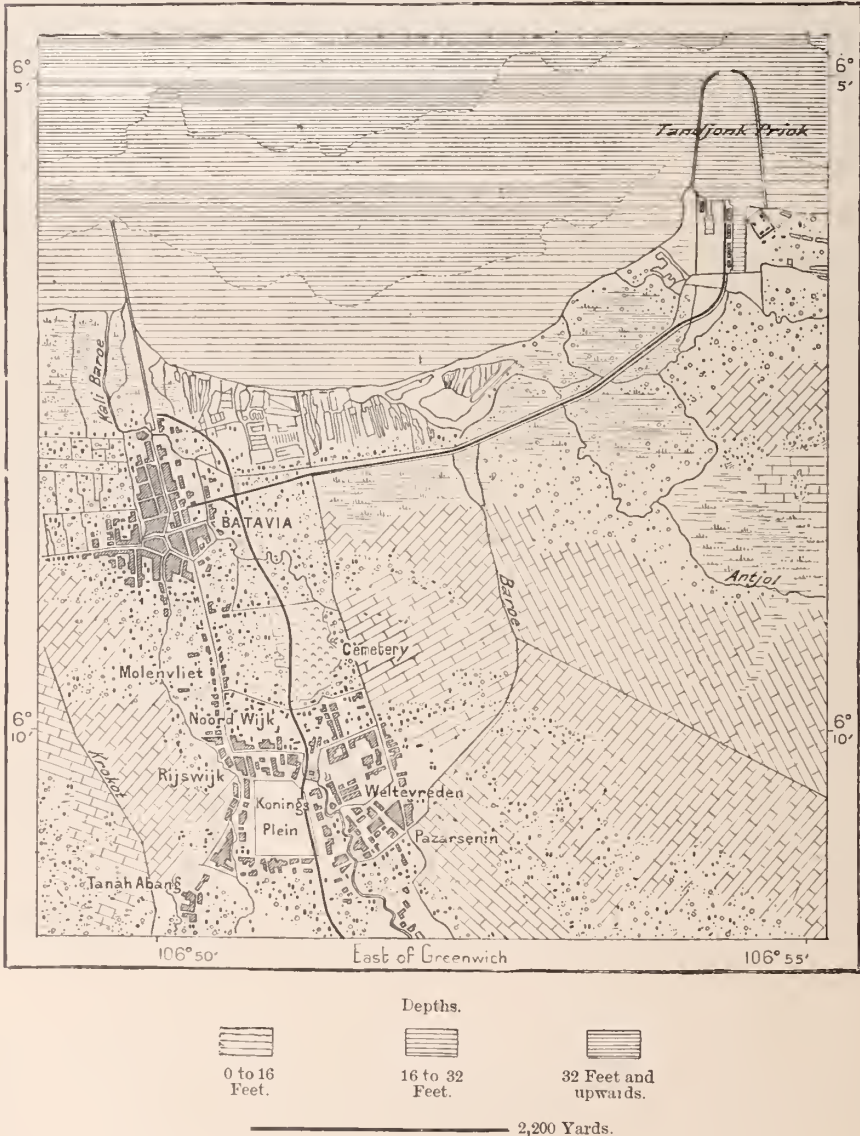 6°
5'
6°
5'
Tandjonk Priok
Kali Baroe
BATAVIA
Antjol
Baroe
Cemetery
Molenvliet
Noord Wijk
6°
10'
6°
10'
Krokot
Rijswijk
Weltevreden
Konings
Plein
Pazarsenin
Tanah Abang
106° 50'
East of Greenwich
106° 55'
Depths.
0 to 16
Feet.
16 to 32
Feet.
32 Feet and
upwards.
2,200 Yards.